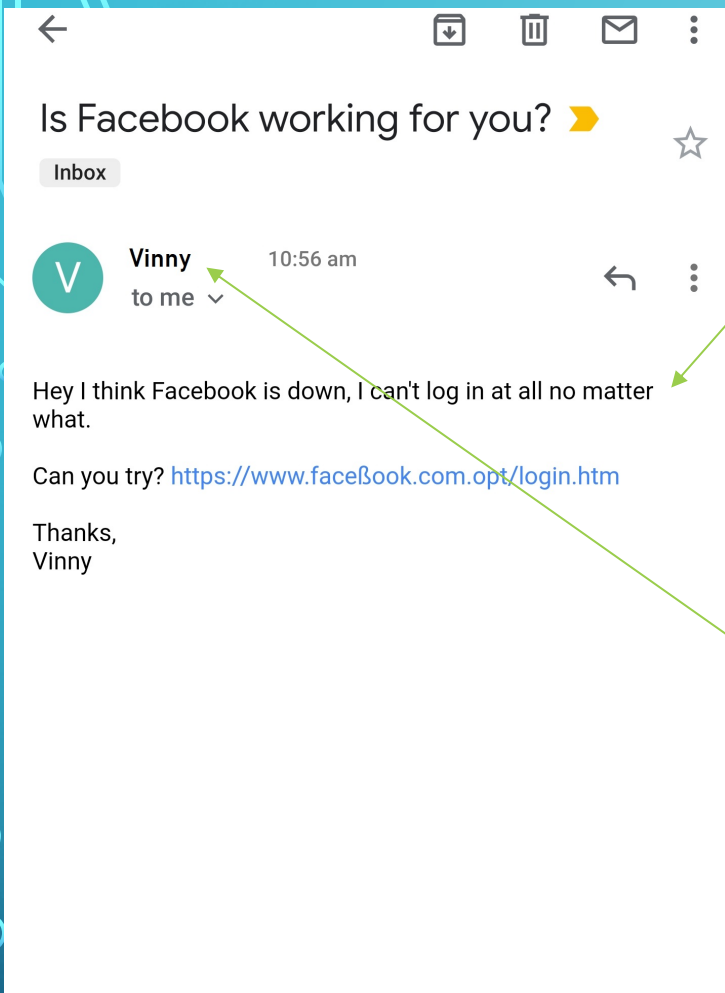 Is Facebook working for you?
Inbox
V
Vinny 10:56 am
to me
Hey I think Facebook is down, I can't log in at all no matter
what.
Can you try? https://www.faceßook.com.opt/login.htm
Thanks,
Vinny